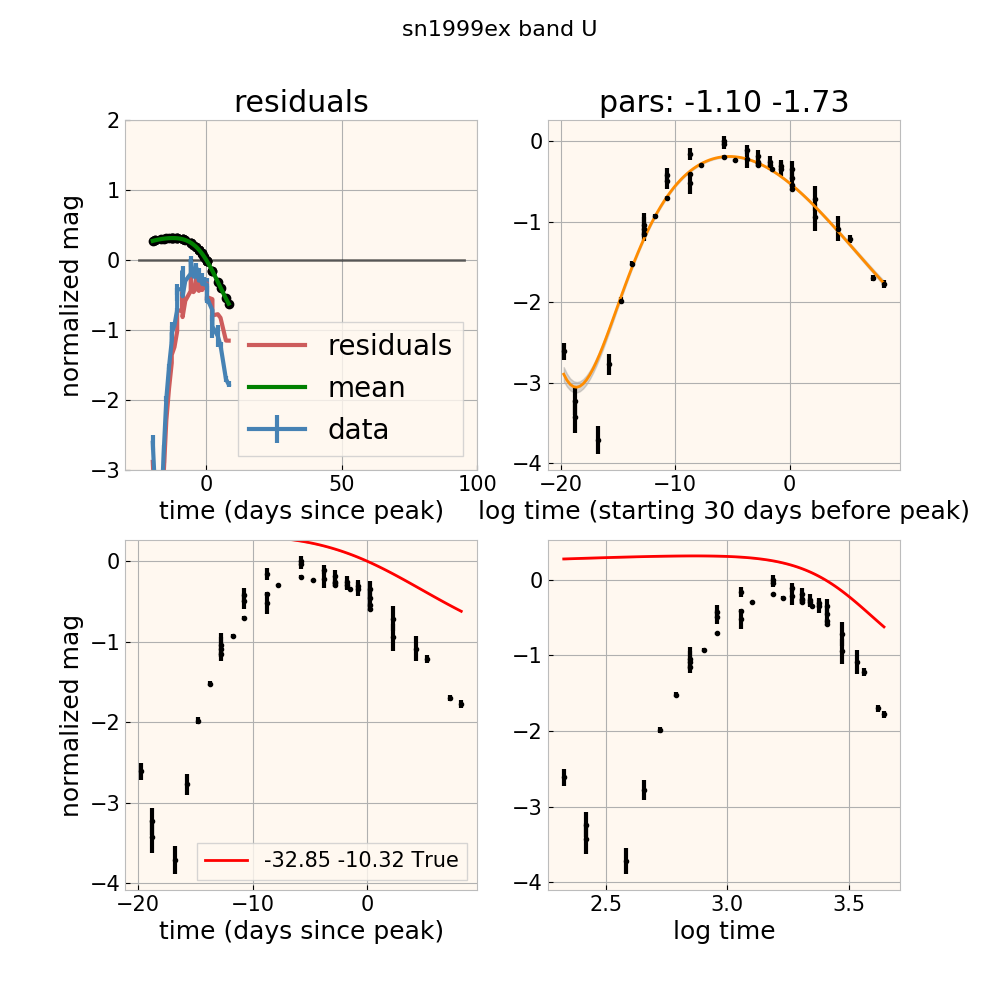 sn1999ex band U
residuals
pars: -1.10 -1.73
normalized mag
2
1
0
−1
−2
−3
residuals
mean
data
0
50
100
time (days since peak)
0
−1
−2
−3
−4
−20
−10
0
log time (starting 30 days before peak)
normalized mag
0
−1
−2
−3
−4
-32.85 -10.32 True
−20
−10
0
time (days since peak)
0
−1
−2
−3
−4
2.5
3.0
3.5
log time